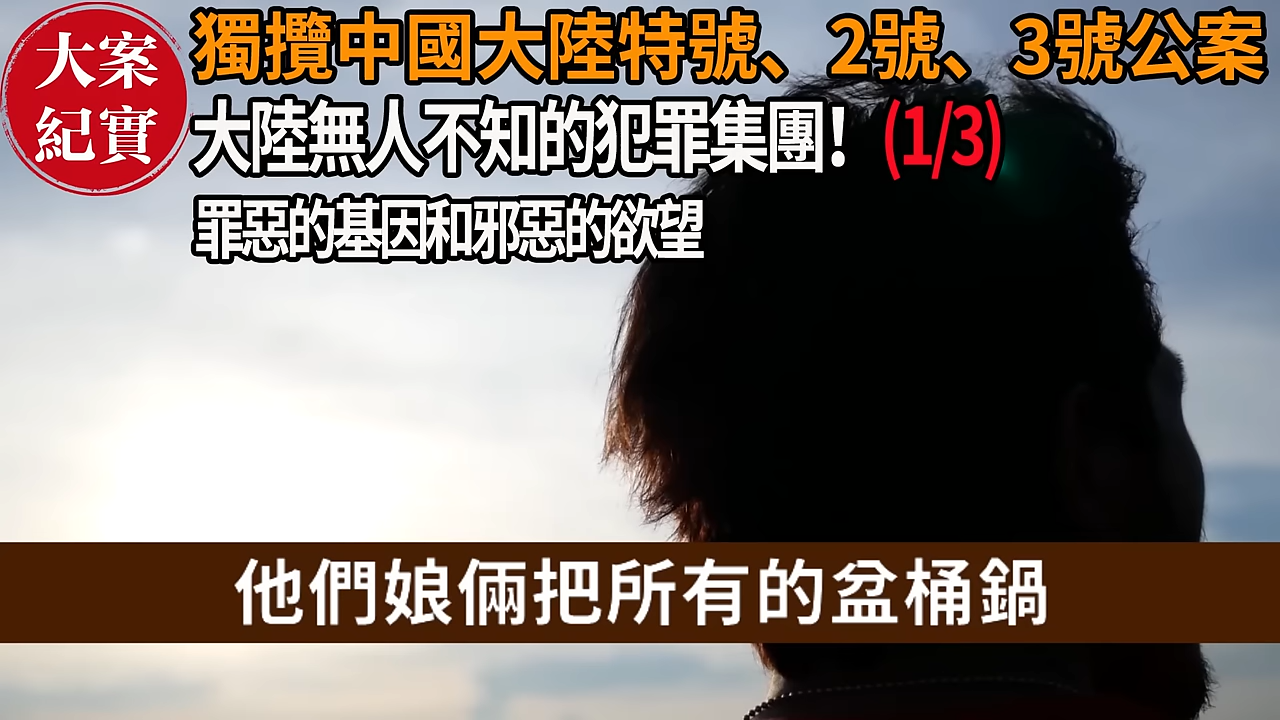 大案
紀實
獨攬中國大陸特號、2號、3號公案
大陸無人不知的犯罪集團!(1/3)
罪惡的基因和邪惡的欲望
他們娘倆把所有的盆桶鍋